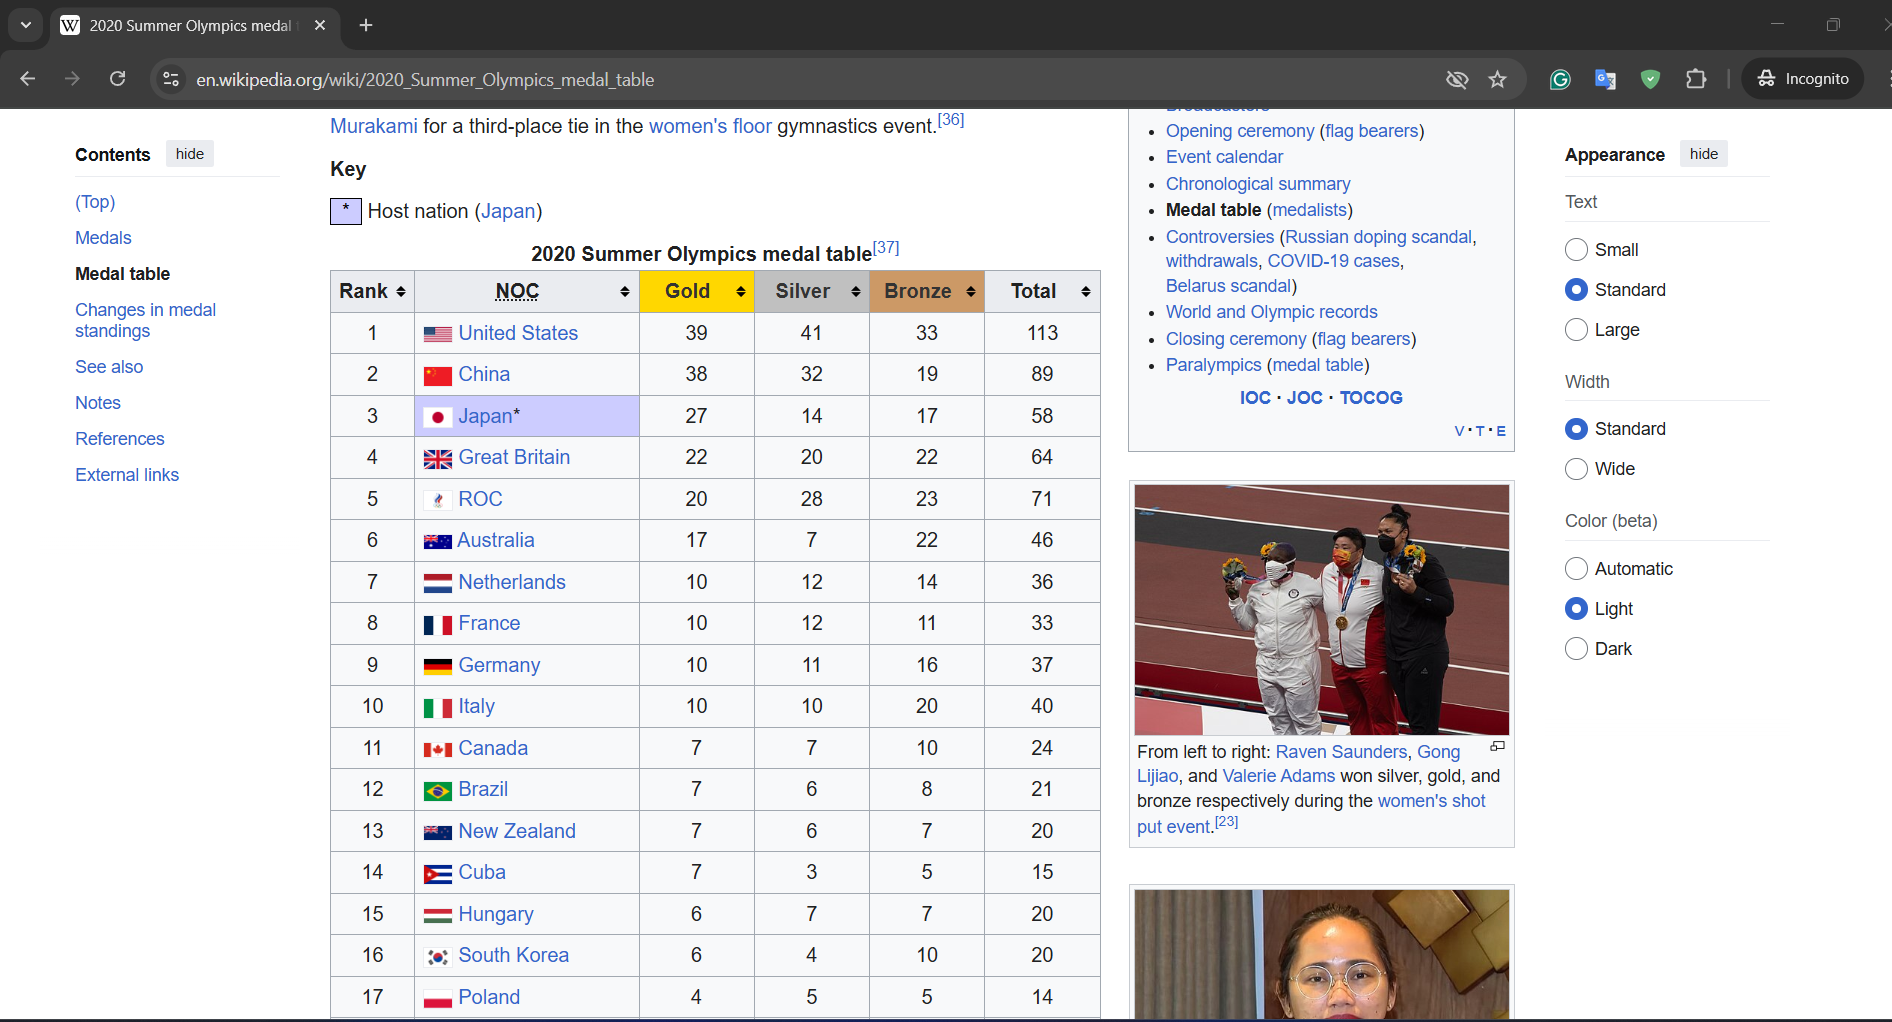 2020 Summer Olympics medal
en.wikipedia.org/wiki/2020_Summer_Olympics_medal_table
Incognito
Contents hide
(Top)
Medals
Medal table
Changes in medal
standings
See also
Notes
References
External links
Murakami for a third-place tie in the women's floor gymnastics event.[36]
Key
* Host nation (Japan)
2020 Summer Olympics medal table[37]
Rank NOC Gold Silver Bronze Total
1 United States 39 41 33 113
2 China 38 32 19 89
3 Japan* 27 14 17 58
4 Great Britain 22 20 22 64
5 ROC 20 28 23 71
6 Australia 17 7 22 46
7 Netherlands 10 12 14 36
8 France 10 12 11 33
9 Germany 10 11 16 37
10 Italy 10 10 20 40
11 Canada 7 7 10 24
12 Brazil 7 6 8 21
13 New Zealand 7 6 7 20
14 Cuba 7 3 5 15
15 Hungary 6 7 7 20
16 South Korea 6 4 10 20
17 Poland 4 5 5 14
Broadcasters
• Opening ceremony (flag bearers)
• Event calendar
• Chronological summary
• Medal table (medalists)
• Controversies (Russian doping scandal,
withdrawals, COVID-19 cases,
Belarus scandal)
• World and Olympic records
• Closing ceremony (flag bearers)
• Paralympics (medal table)
IOC · JOC · TOCOG
V · T · E
From left to right: Raven Saunders, Gong
Lijiao, and Valerie Adams won silver, gold, and
bronze respectively during the women's shot
put event.[23]
Appearance hide
Text
Small
Standard
Large
Width
Standard
Wide
Color (beta)
Automatic
Light
Dark